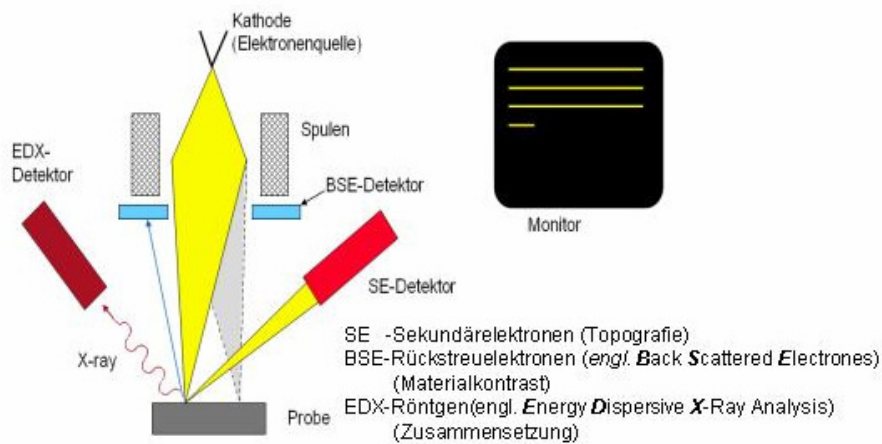 Kathode
(Elektronenquelle)
Spulen
EDX-
Detektor
BSE-Detektor
Monitor
SE-Detektor
X-ray
Probe
SE -Sekundärelektronen (Topografie)
BSE-Rückstreuelektronen (engl. Back Scattered Electrones)
(Materialkontrast)
EDX-Röntgen(engl. Energy Dispersive X-Ray Analysis)
(Zusammensetzung)